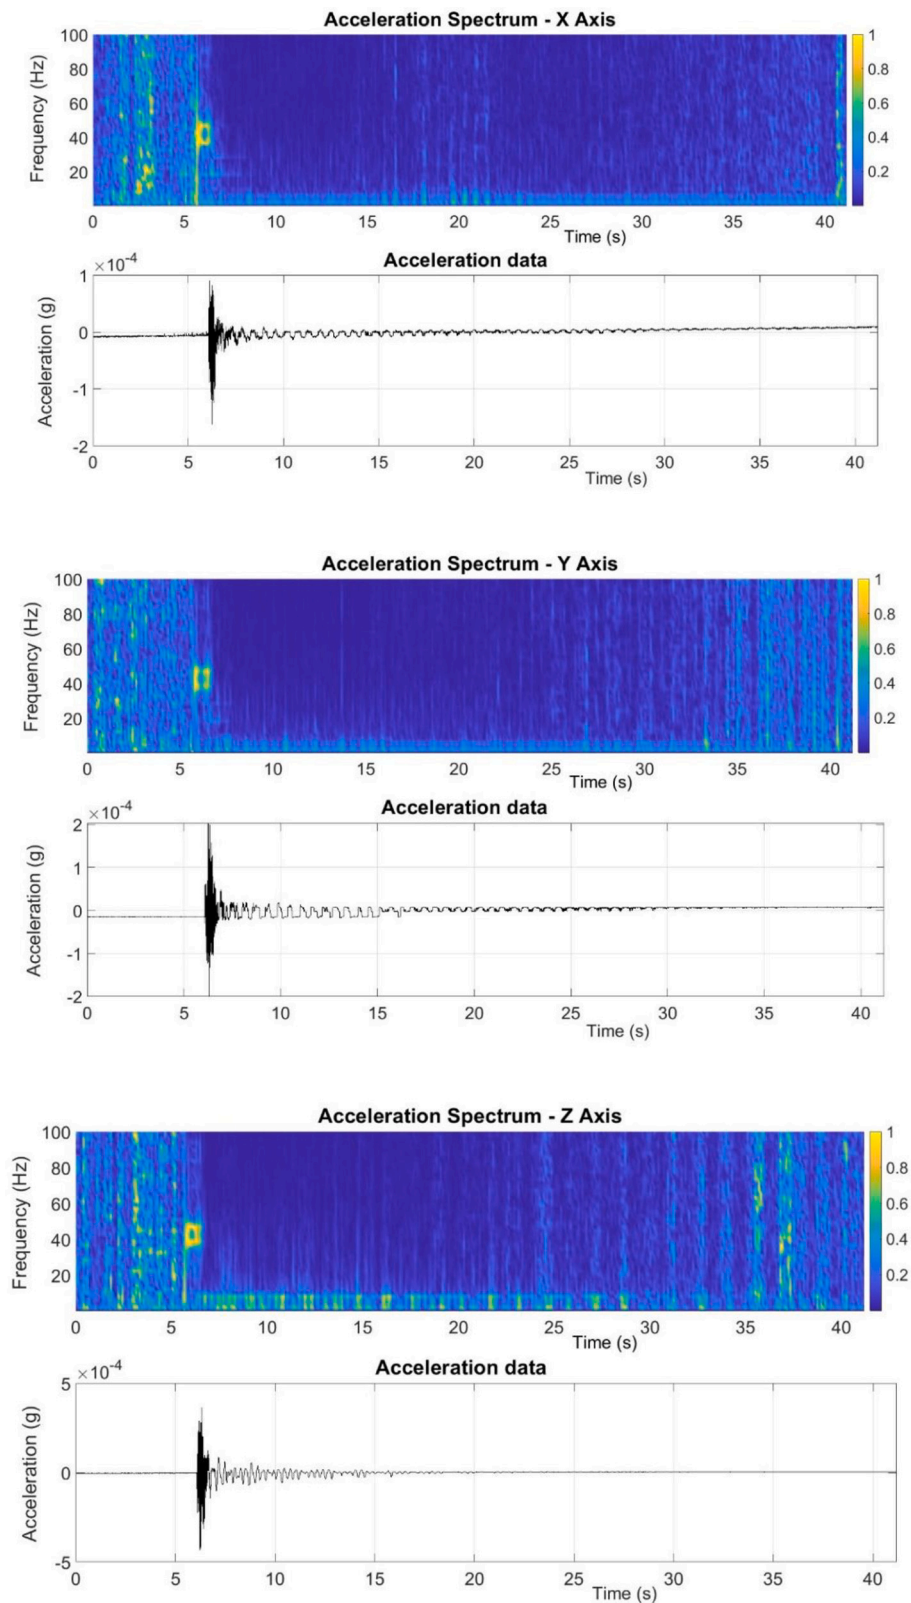 Acceleration Spectrum - X Axis
100
80
60
40
20
Frequency (Hz)
0 5 10 15 20 25 30 35 40
Time (s)
1
0.8
0.6
0.4
0.2
Acceleration data
×10-4
1
0
-1
-2
Acceleration (g)
0 5 10 15 20 25 30 35 40
Time (s)
Acceleration Spectrum - Y Axis
100
80
60
40
20
Frequency (Hz)
0 5 10 15 20 25 30 35 40
Time (s)
1
0.8
0.6
0.4
0.2
Acceleration data
×10-4
2
1
0
-1
-2
Acceleration (g)
0 5 10 15 20 25 30 35 40
Time (s)
Acceleration Spectrum - Z Axis
100
80
60
40
20
Frequency (Hz)
0 5 10 15 20 25 30 35 40
Time (s)
1
0.8
0.6
0.4
0.2
Acceleration data
×10-4
5
0
-5
Acceleration (g)
0 5 10 15 20 25 30 35 40
Time (s)